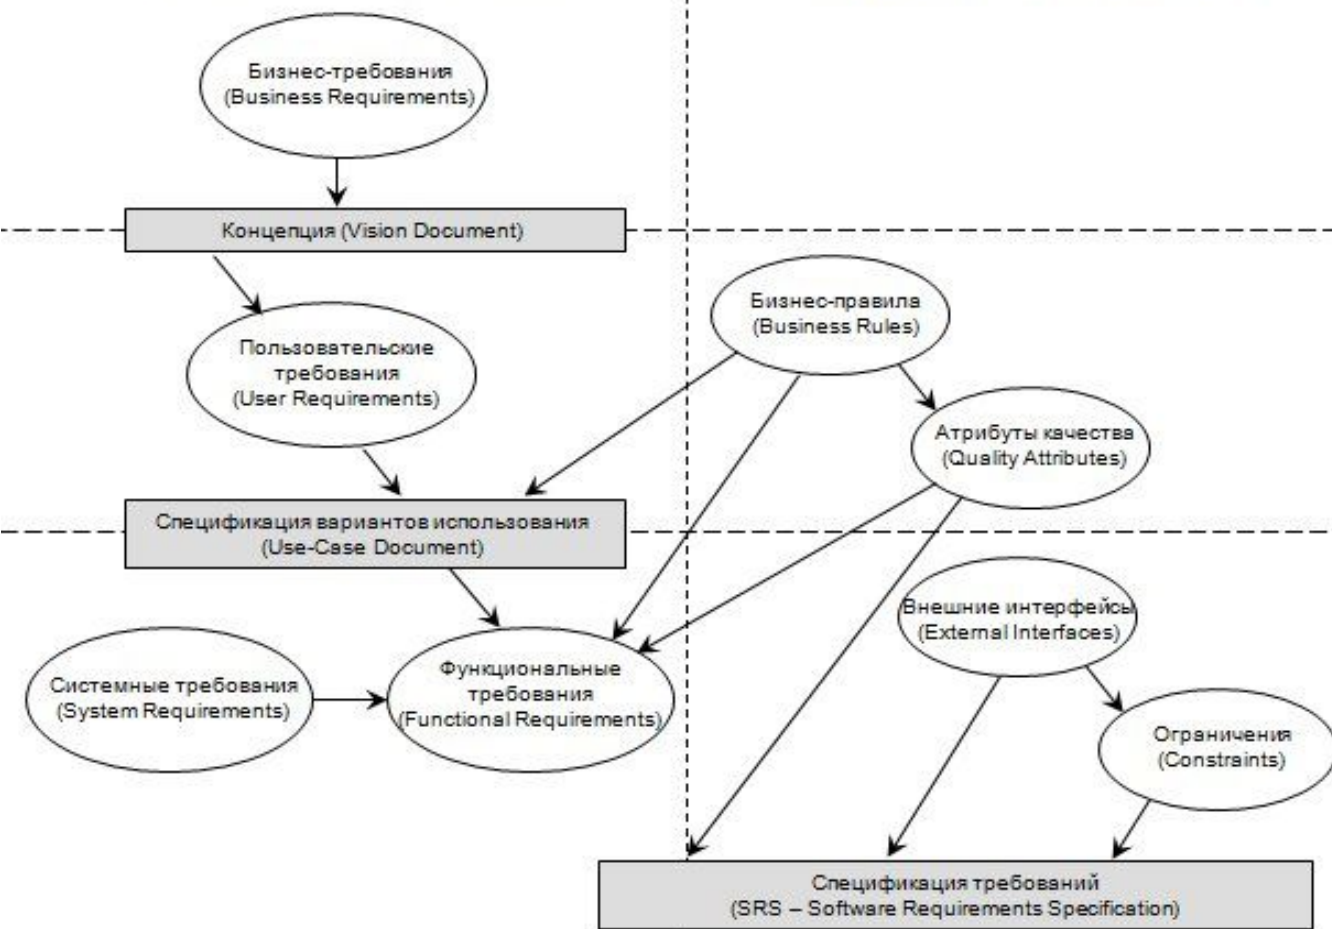 Бизнес-требования
(Business Requirements)
Концепция (Vision Document)
Бизнес-правила
(Business Rules)
Пользовательские
требования
(User Requirements)
Атрибуты качества
(Quality Attributes)
Спецификация вариантов использования
(Use-Case Document)
Внешние интерфейсы
(External Interfaces)
Системные требования
(System Requirements)
Функциональные
требования
(Functional Requirements)
Ограничения
(Constraints)
Спецификация требований
(SRS – Software Requirements Specification)